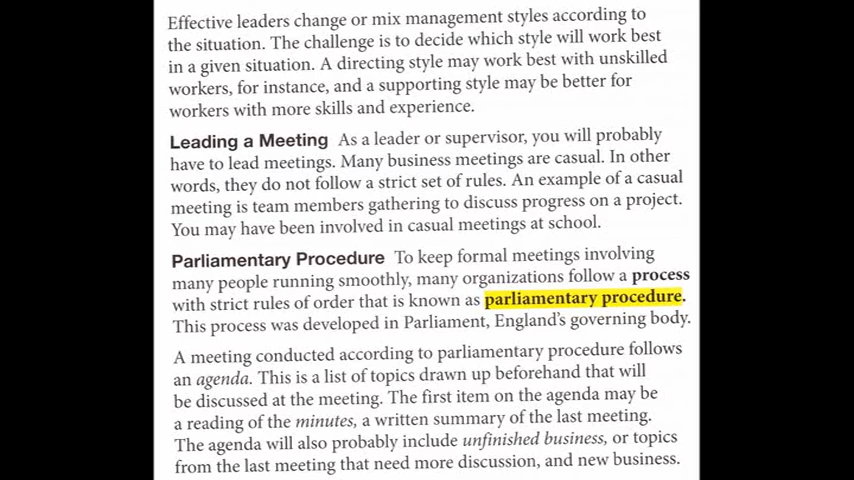 Effective leaders change or mix management styles according to
the situation. The challenge is to decide which style will work best
in a given situation. A directing style may work best with unskilled
workers, for instance, and a supporting style may be better for
workers with more skills and experience.
Leading a Meeting As a leader or supervisor, you will probably
have to lead meetings. Many business meetings are casual. In other
words, they do not follow a strict set of rules. An example of a casual
meeting is team members gathering to discuss progress on a project.
You may have been involved in casual meetings at school.
Parliamentary Procedure To keep formal meetings involving
many people running smoothly, many organizations follow a process
with strict rules of order that is known as parliamentary procedure.
This process was developed in Parliament, England's governing body.
A meeting conducted according to parliamentary procedure follows
an agenda. This is a list of topics drawn up beforehand that will
be discussed at the meeting. The first item on the agenda may be
a reading of the minutes, a written summary of the last meeting.
The agenda will also probably include unfinished business, or topics
from the last meeting that need more discussion, and new business.